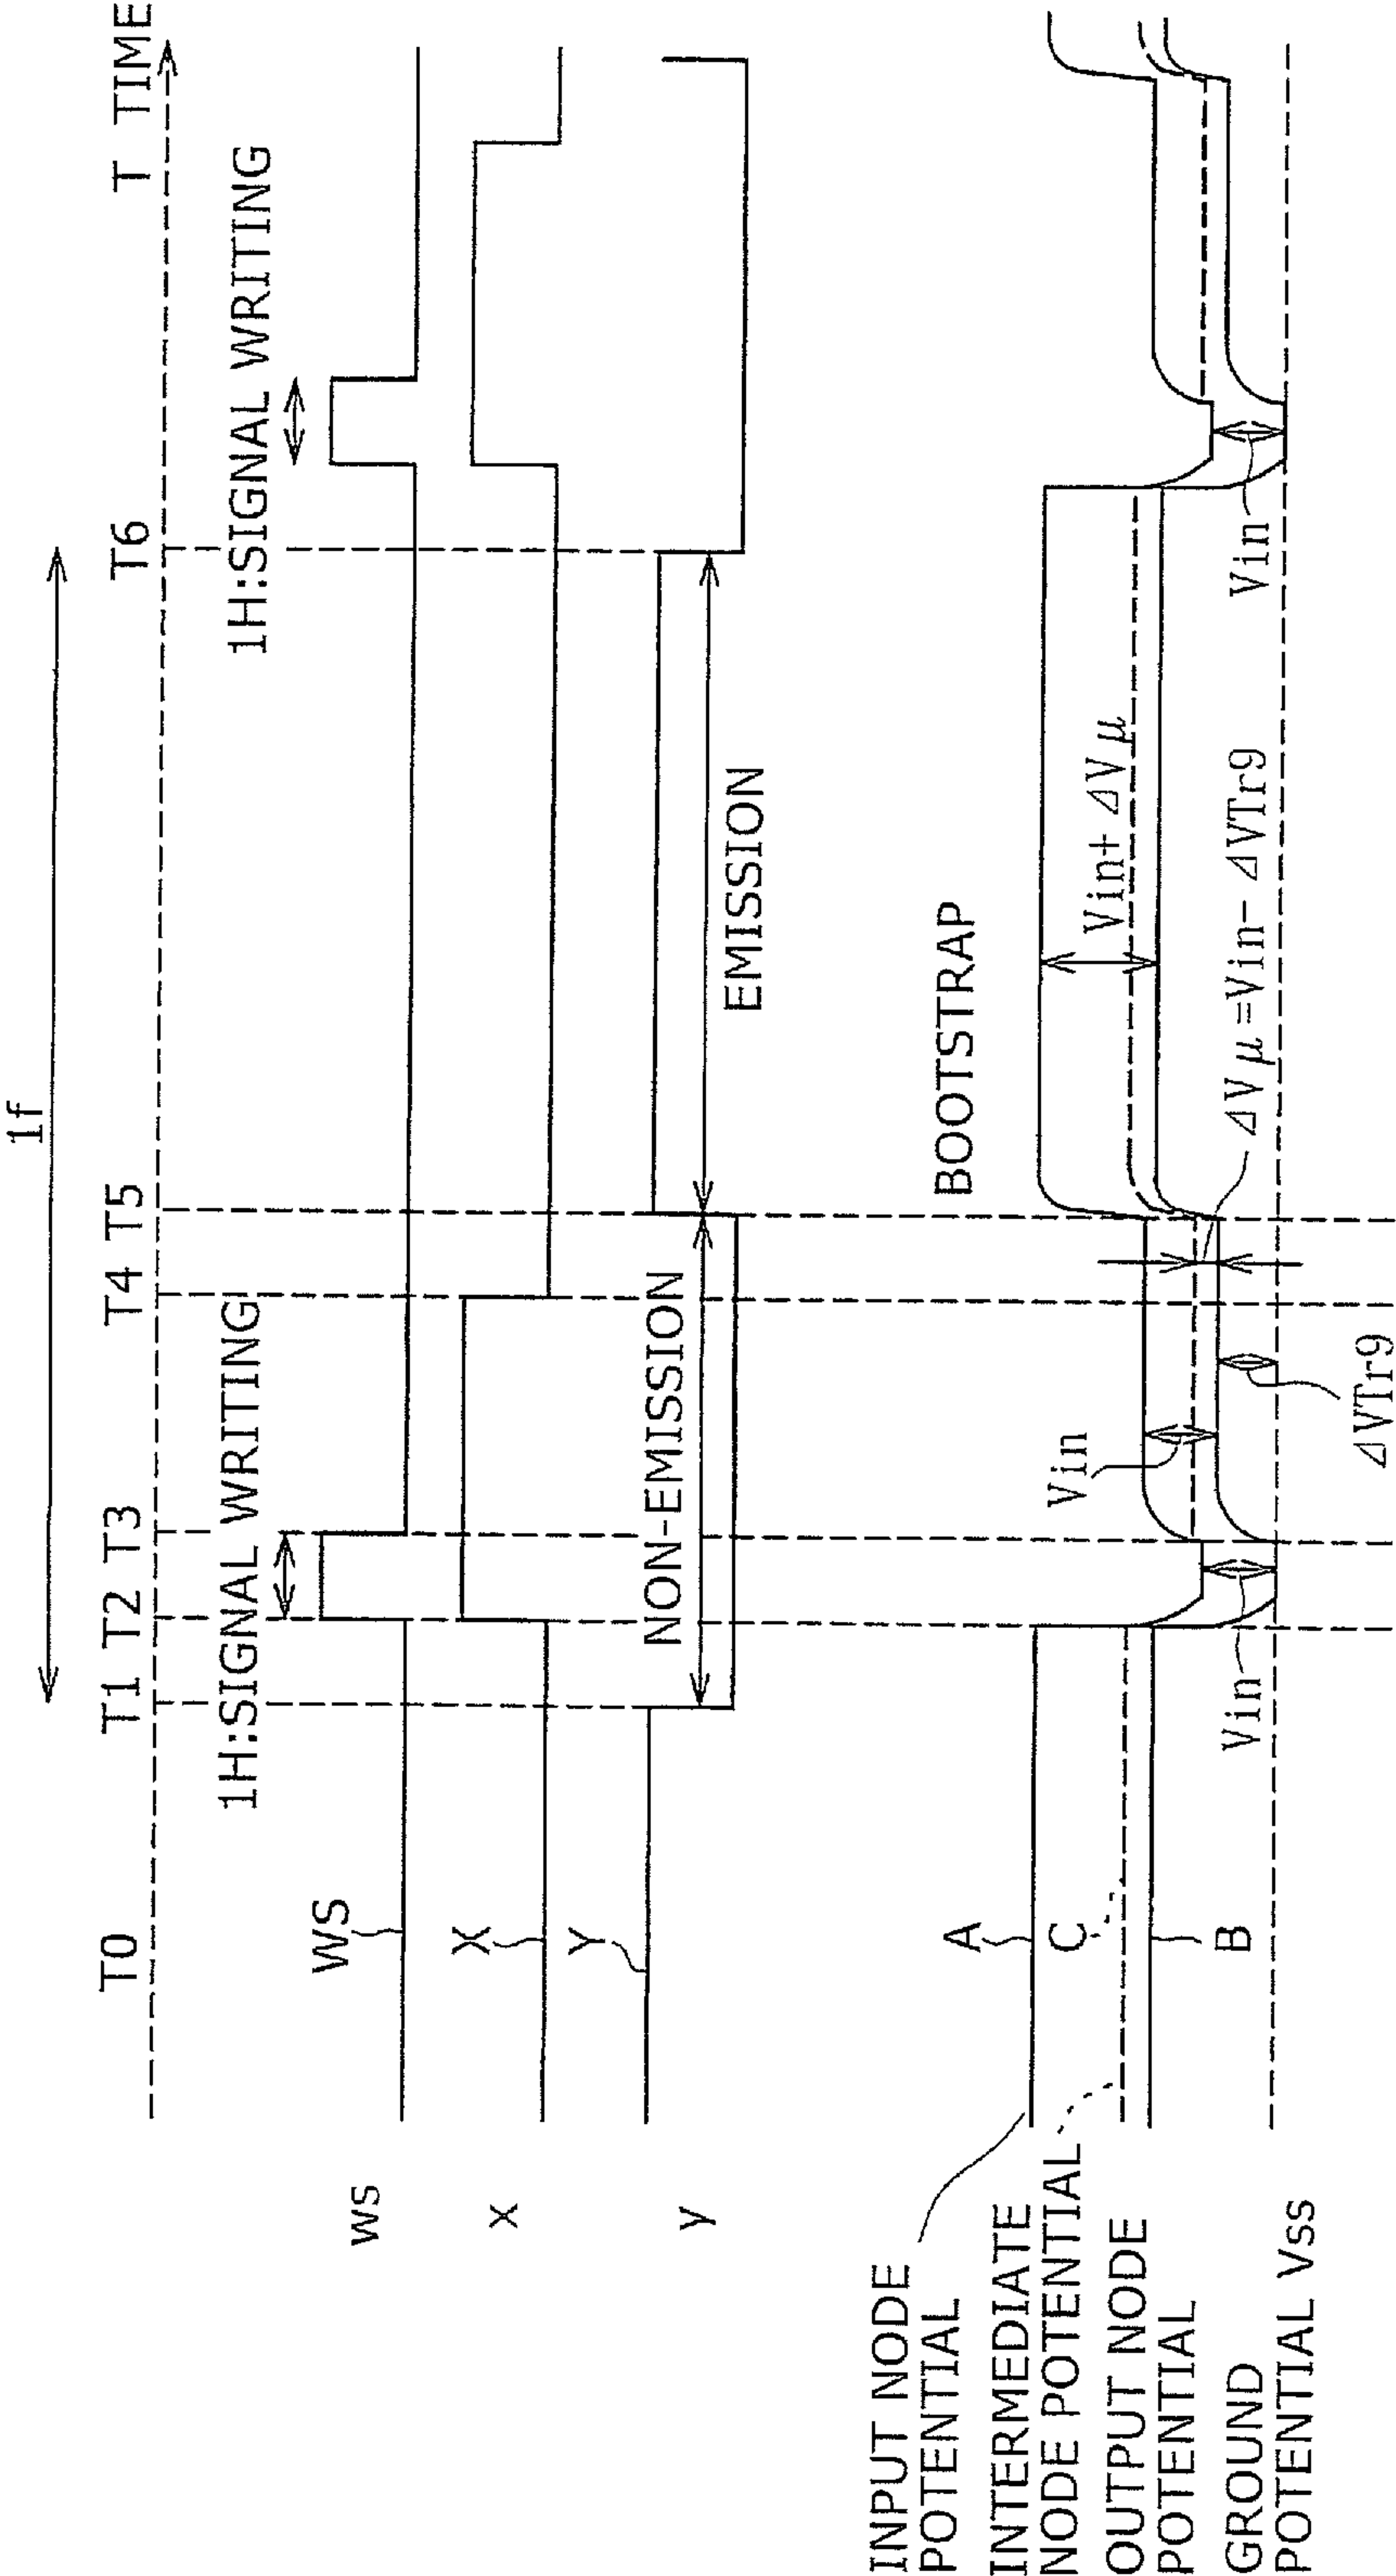 1f
T0 T1 T2 T3 T4 T5 T6 T TIME
1H:SIGNAL WRITING
1H:SIGNAL WRITING
ws
WS
x
X
y
Y
NON-EMISSION
EMISSION
BOOTSTRAP
INPUT NODE
POTENTIAL
A
INTERMEDIATE
NODE POTENTIAL
C
OUTPUT NODE
POTENTIAL
B
GROUND
POTENTIAL Vss
Vin
Vin
Vin+ΔVμ
ΔVμ=Vin-ΔVTr9
ΔVTr9
Vin